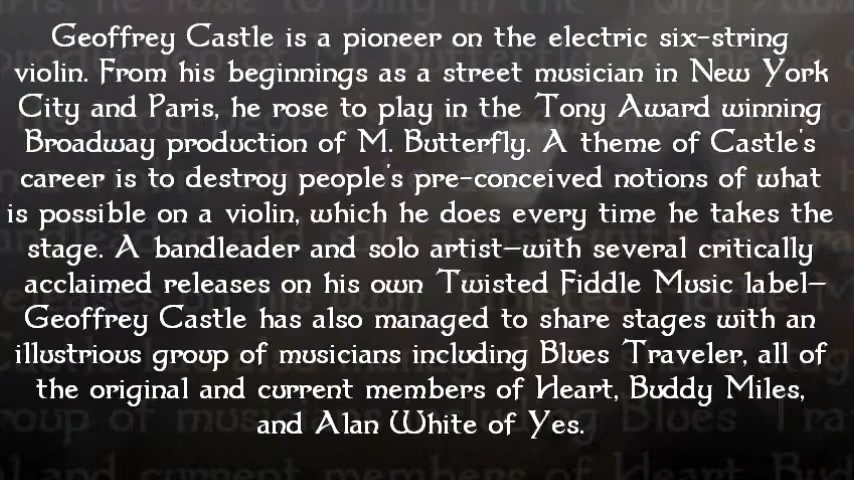 Geoffrey Castle is a pioneer on the electric six-string
violin. From his beginnings as a street musician in New York
City and Paris, he rose to play in the Tony Award winning
Broadway production of M. Butterfly. A theme of Castle's
career is to destroy people's pre-conceived notions of what
is possible on a violin, which he does every time he takes the
stage. A bandleader and solo artist—with several critically
acclaimed releases on his own Twisted Fiddle Music label—
Geoffrey Castle has also managed to share stages with an
illustrious group of musicians including Blues Traveler, all of
the original and current members of Heart, Buddy Miles,
and Alan White of Yes.